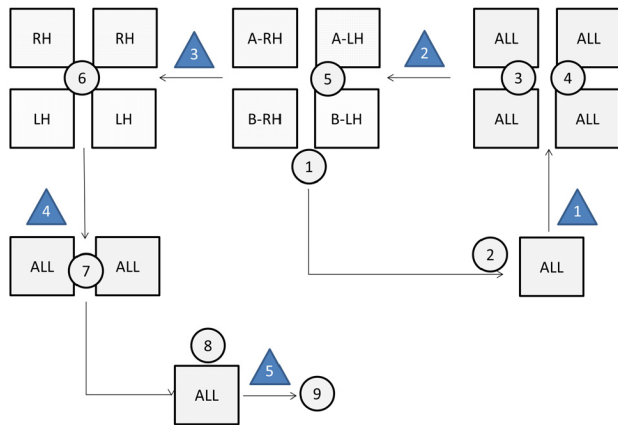 RH RH 3 A-RH A-LH 2 ALL ALL
6 5 3 4
LH LH B-RH B-LH ALL ALL
1
4 1
ALL 7 ALL 2 ALL
8
ALL 5 9